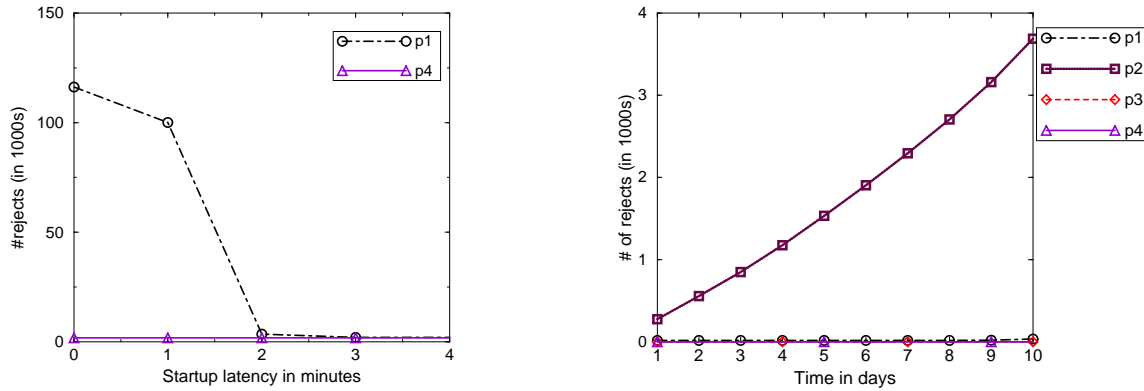 150
100
50
0
#rejects (in 1000s)
0 1 2 3 4
Startup latency in minutes
p1
p4
4
3
2
1
0
# of rejects (in 1000s)
1 2 3 4 5 6 7 8 9 10
Time in days
p1
p2
p3
p4